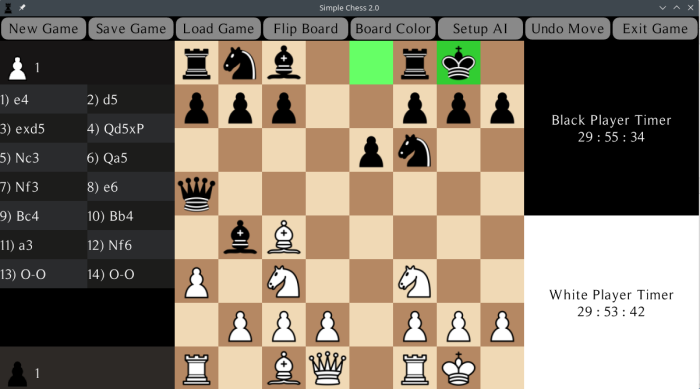 Simple Chess 2.0
New Game Save Game Load Game Flip Board Board Color Setup AI Undo Move Exit Game
1
1) e4 2) d5
3) exd5 4) Qd5xP
5) Nc3 6) Qa5
7) Nf3 8) e6
9) Bc4 10) Bb4
11) a3 12) Nf6
13) O-O 14) O-O
1
Black Player Timer
29 : 55 : 34
White Player Timer
29 : 53 : 42